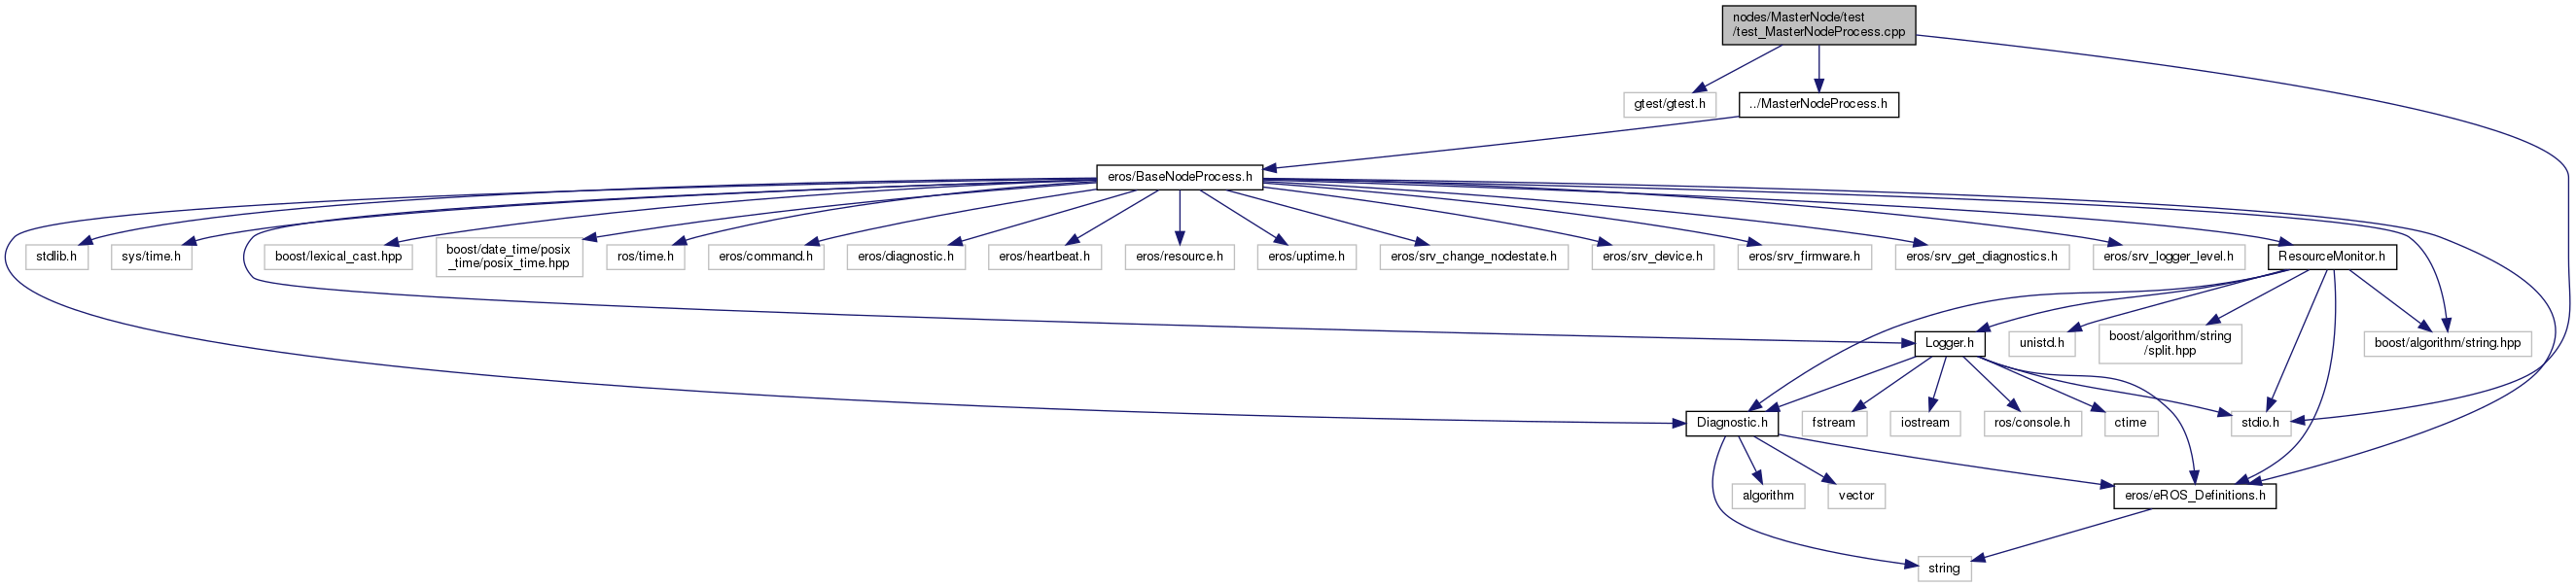 nodes/MasterNode/test
/test_MasterNodeProcess.cpp
gtest/gtest.h
../MasterNodeProcess.h
eros/BaseNodeProcess.h
stdlib.h
sys/time.h
boost/lexical_cast.hpp
boost/date_time/posix
_time/posix_time.hpp
ros/time.h
eros/command.h
eros/diagnostic.h
eros/heartbeat.h
eros/resource.h
eros/uptime.h
eros/srv_change_nodestate.h
eros/srv_device.h
eros/srv_firmware.h
eros/srv_get_diagnostics.h
eros/srv_logger_level.h
ResourceMonitor.h
Logger.h
unistd.h
boost/algorithm/string
/split.hpp
boost/algorithm/string.hpp
Diagnostic.h
fstream
iostream
ros/console.h
ctime
stdio.h
algorithm
vector
eros/eROS_Definitions.h
string